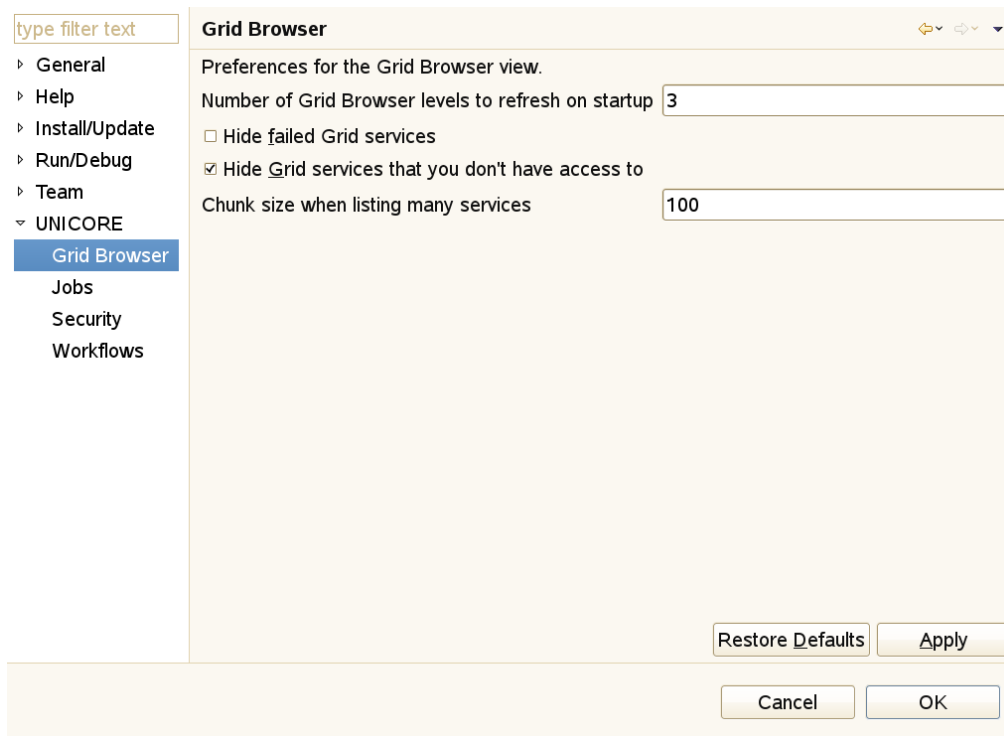 type filter text
General
Help
Install/Update
Run/Debug
Team
UNICORE
Grid Browser
Jobs
Security
Workflows
Grid Browser
Preferences for the Grid Browser view.
Number of Grid Browser levels to refresh on startup 3
Hide failed Grid services
Hide Grid services that you don't have access to
Chunk size when listing many services 100
Restore Defaults Apply
Cancel OK